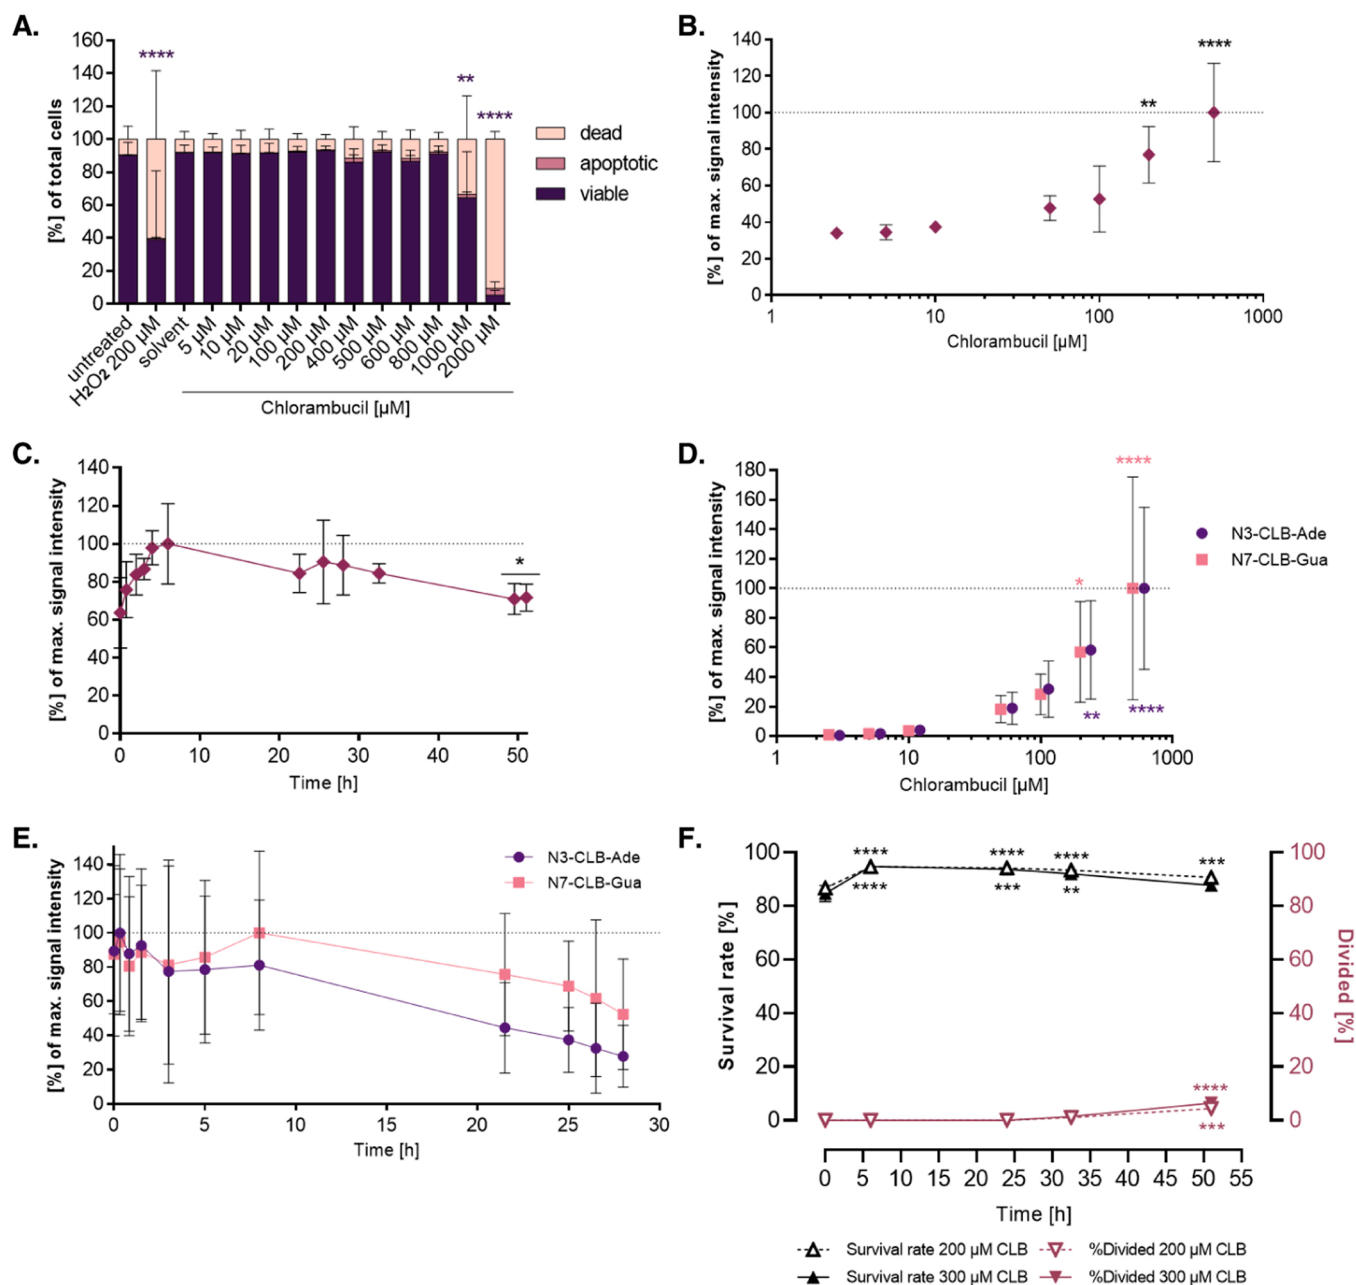 A.
[%] of total cells
160
140
120
100
80
60
40
20
0
****
**
****
dead
apoptotic
viable
untreated
H₂O₂ 200 µM
solvent
5 µM
10 µM
20 µM
100 µM
200 µM
400 µM
500 µM
600 µM
800 µM
1000 µM
2000 µM
Chlorambucil [µM]
B.
[%] of max. signal intensity
140
120
100
80
60
40
20
0
**
****
1
10
100
1000
Chlorambucil [µM]
C.
[%] of max. signal intensity
140
120
100
80
60
40
20
0
*
0
10
20
30
40
50
Time [h]
D.
[%] of max. signal intensity
180
160
140
120
100
80
60
40
20
0
*
****
**
****
N3-CLB-Ade
N7-CLB-Gua
1
10
100
1000
Chlorambucil [µM]
E.
[%] of max. signal intensity
140
120
100
80
60
40
20
0
N3-CLB-Ade
N7-CLB-Gua
0
5
10
15
20
25
30
Time [h]
F.
Survival rate [%]
100
80
60
40
20
0
****
****
****
***
****
***
**
****
***
100
80
60
40
20
0
Divided [%]
0
5
10
15
20
25
30
35
40
45
50
55
Time [h]
Survival rate 200 µM CLB
%Divided 200 µM CLB
Survival rate 300 µM CLB
%Divided 300 µM CLB